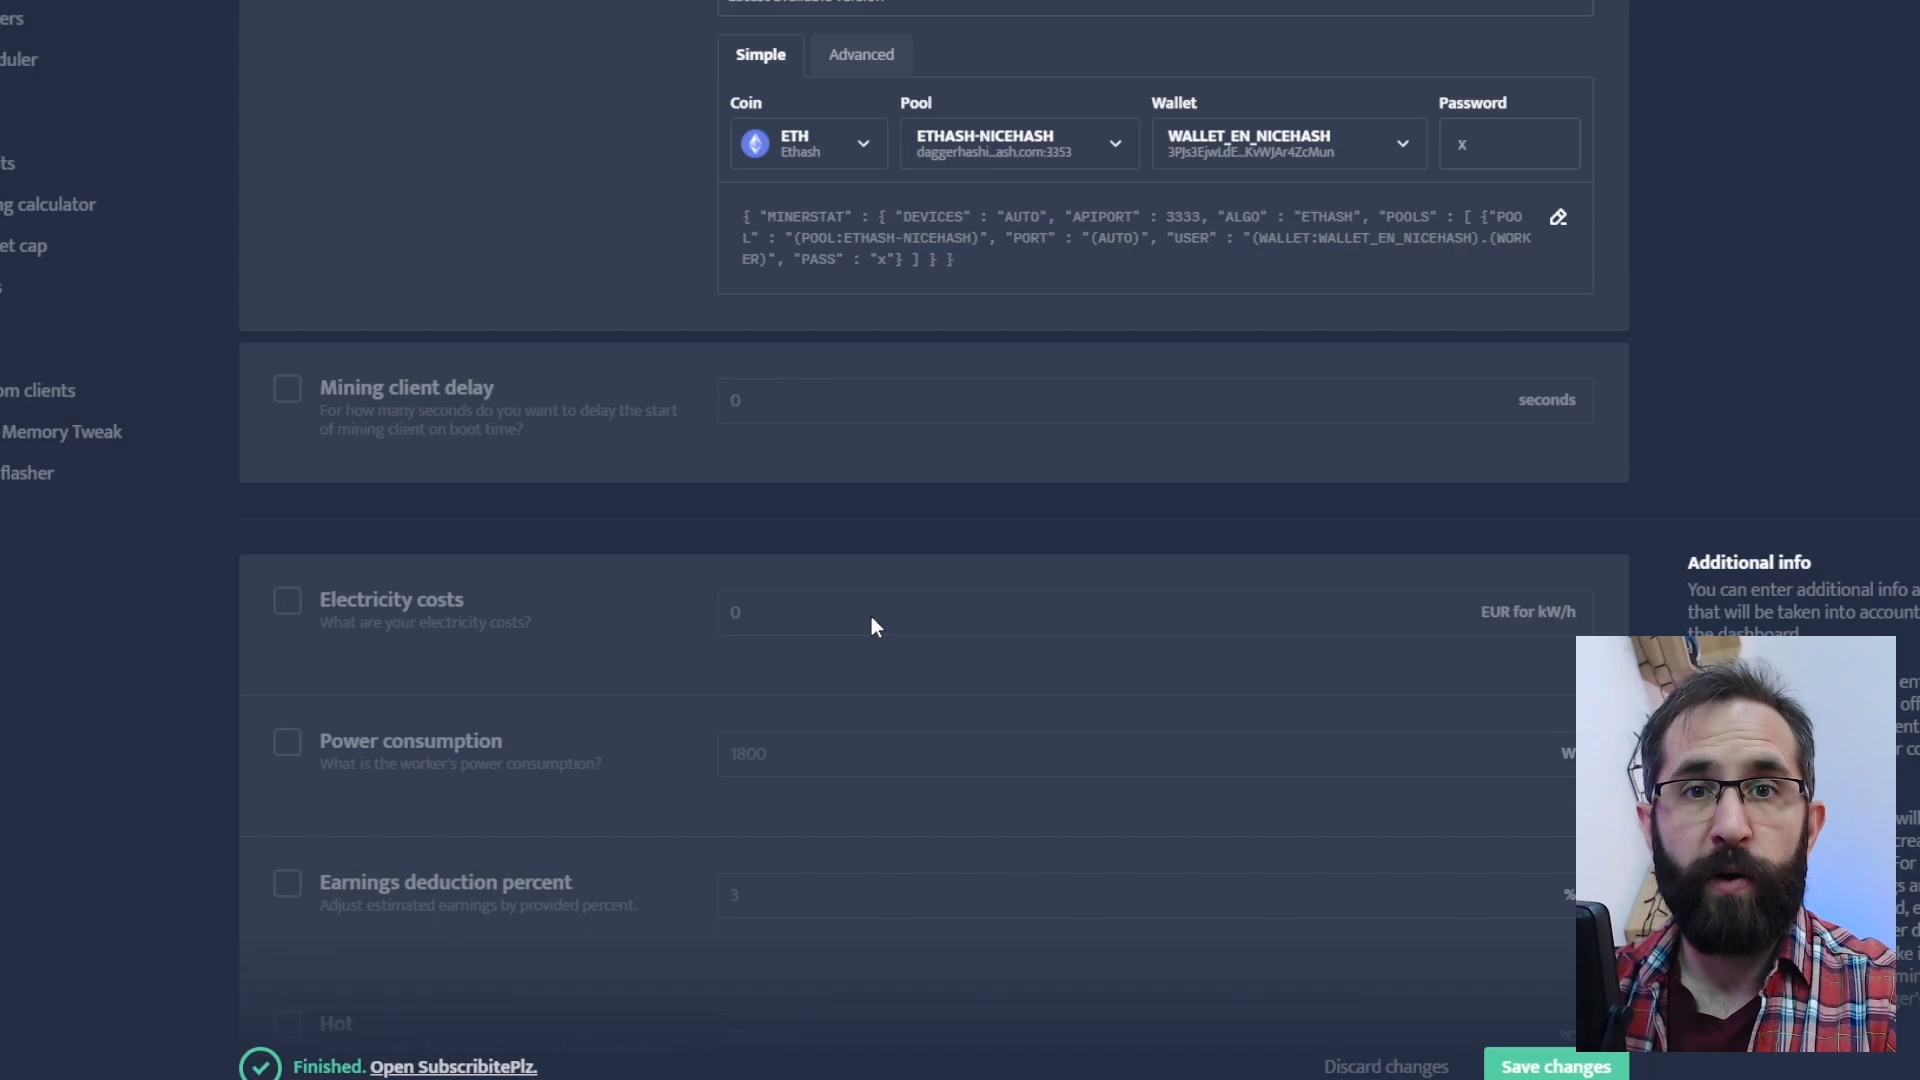 ers
duler
ts
ng calculator
et cap
s
om clients
Memory Tweak
flasher
Simple
Advanced
Coin
Pool
Wallet
Password
ETH
Ethash
ETHASH-NICEHASH
daggerhashi...ash.com:3353
WALLET_EN_NICEHASH
3PJs3EjwLdE...KvWJAr4ZcMun
x
{ "MINERSTAT" : { "DEVICES" : "AUTO", "APIPORT" : 3333, "ALGO" : "ETHASH", "POOLS" : [ {"POO
L" : "(POOL:ETHASH-NICEHASH)", "PORT" : "(AUTO)", "USER" : "(WALLET:WALLET_EN_NICEHASH).(WORK
ER)", "PASS" : "x"} ] } }
Mining client delay
For how many seconds do you want to delay the start
of mining client on boot time?
0
seconds
Electricity costs
What are your electricity costs?
0
EUR for kW/h
Power consumption
What is the worker's power consumption?
1800
W
Earnings deduction percent
Adjust estimated earnings by provided percent.
3
%
Hot
Additional info
You can enter additional info a
that will be taken into account
the dashboard
Finished. Open SubscribitePlz.
Discard changes
Save changes